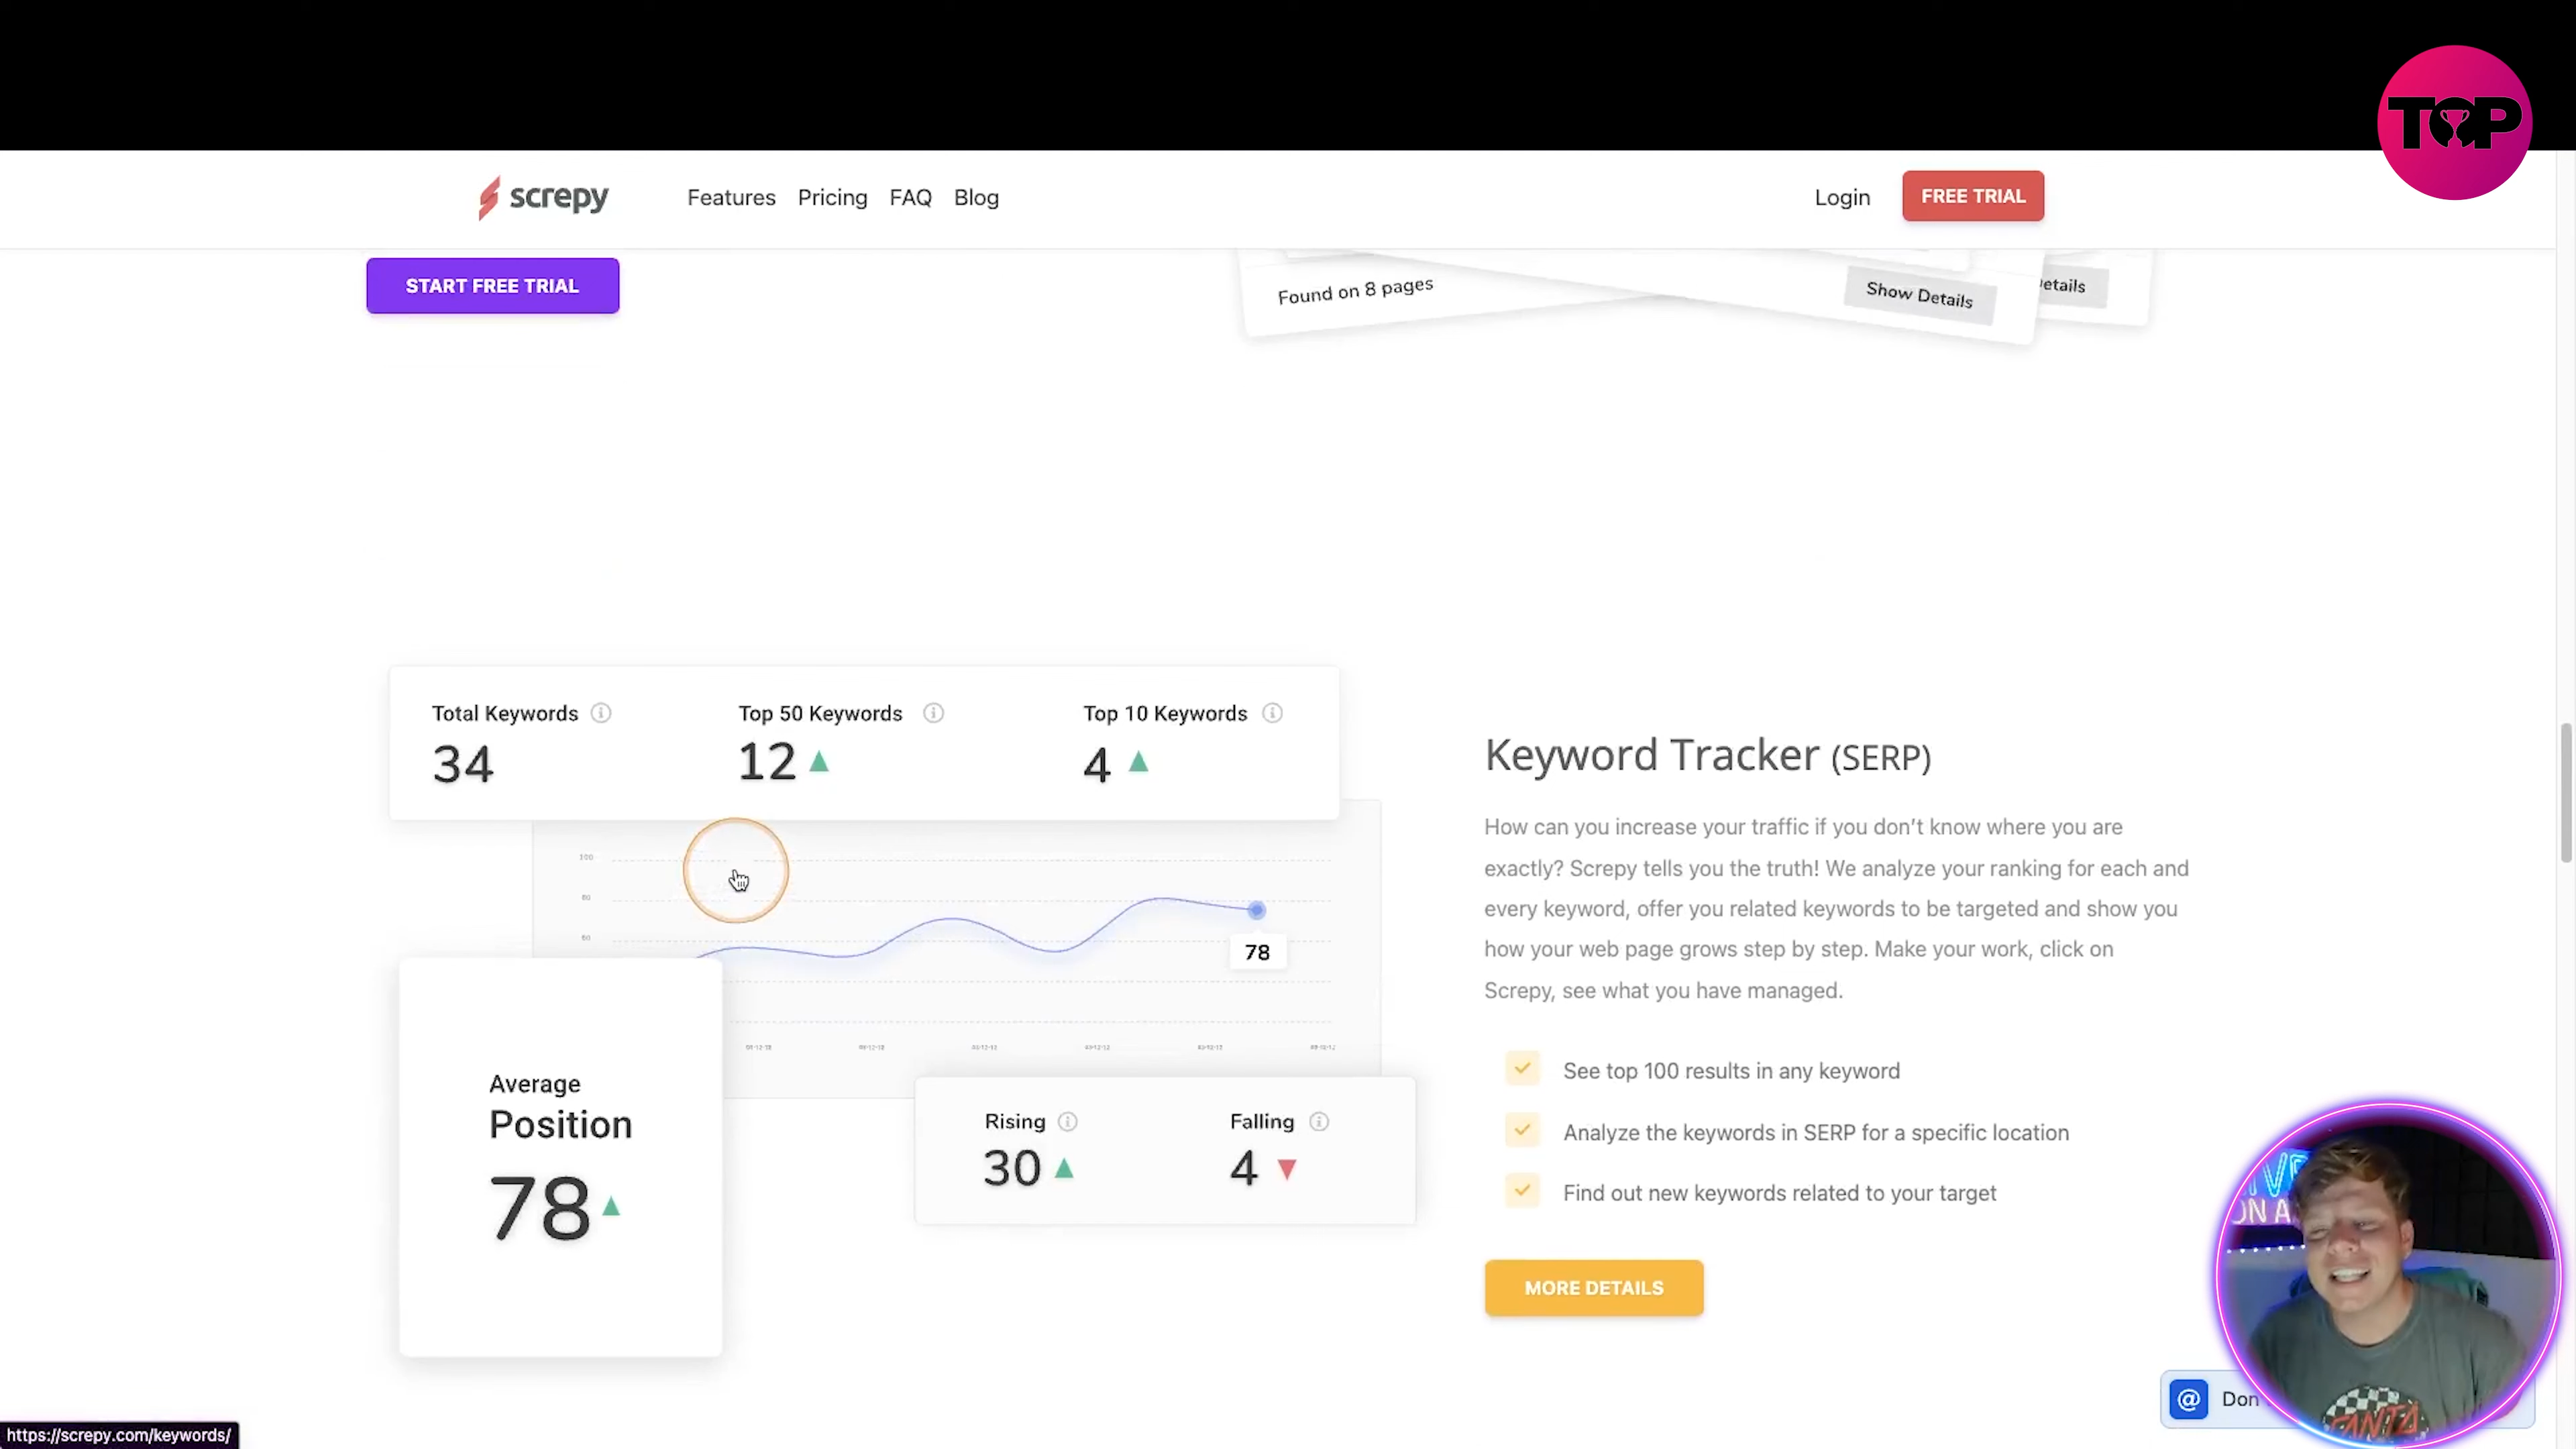 TOP
screpy
Features Pricing FAQ Blog
Login
FREE TRIAL
START FREE TRIAL
Found on 8 pages
Show Details
etails
Total Keywords
34
Top 50 Keywords
12
Top 10 Keywords
4
100
80
60
78
Average
Position
78
Rising
30
Falling
4
Keyword Tracker (SERP)
How can you increase your traffic if you don't know where you are
exactly? Screpy tells you the truth! We analyze your ranking for each and
every keyword, offer you related keywords to be targeted and show you
how your web page grows step by step. Make your work, click on
Screpy, see what you have managed.
See top 100 results in any keyword
Analyze the keywords in SERP for a specific location
Find out new keywords related to your target
MORE DETAILS
ON A
@ Don
https://screpy.com/keywords/